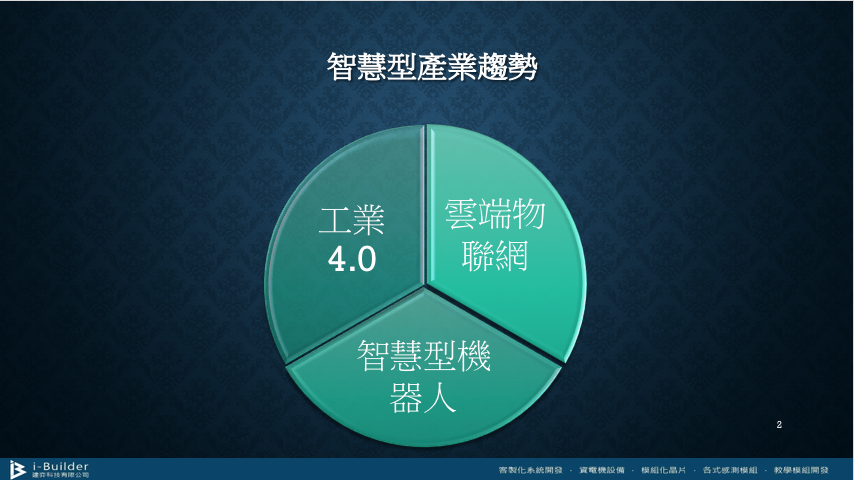 智慧型產業趨勢
工業
4.0
雲端物
聯網
智慧型機
器人
2
i-Builder
建弈科技有限公司
客製化系統開發 · 資電機設備 · 模組化晶片 · 各式感測模組 · 教學模組開發